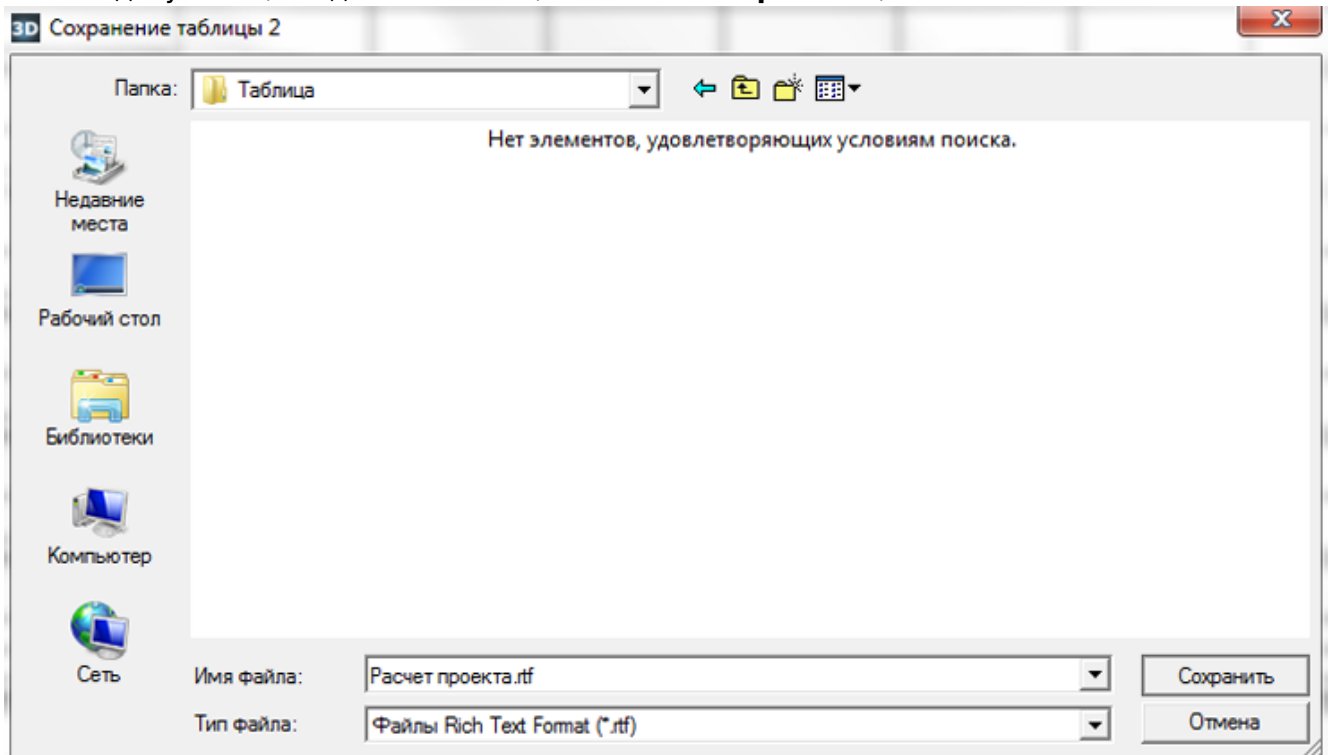 3D Сохранение таблицы 2
Папка: Таблица
Нет элементов, удовлетворяющих условиям поиска.
Недавние
места
Рабочий стол
Библиотеки
Компьютер
Сеть
Имя файла: Расчет проекта.rtf Сохранить
Тип файла: Файлы Rich Text Format (*.rtf) Отмена